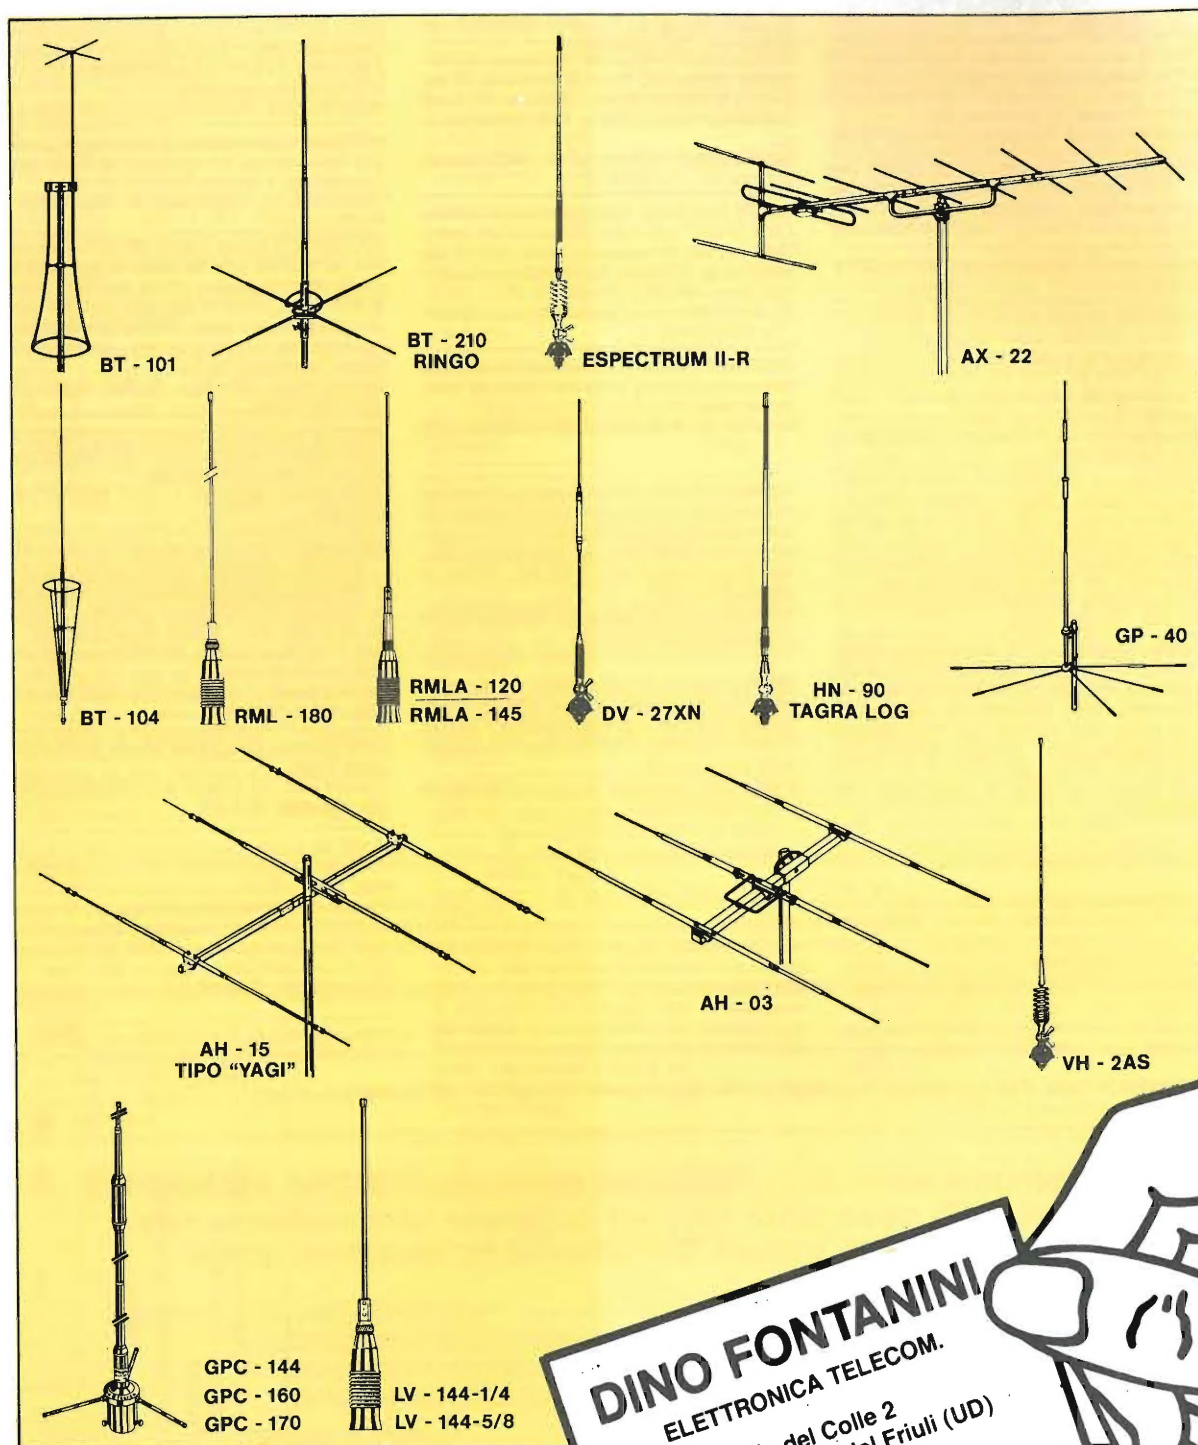 BT - 101
BT - 210
RINGO
ESPECTRUM II-R
AX - 22
BT - 104
RML - 180
RMLA - 120
RMLA - 145
DV - 27XN
HN - 90
TAGRA LOG
GP - 40
AH - 15
TIPO "YAGI"
AH - 03
VH - 2AS
GPC - 144
GPC - 160
GPC - 170
LV - 144-1/4
LV - 144-5/8
DINO FONTANINI
ELETTRONICA TELECOM.
del Colle 2
del Friuli (UD)